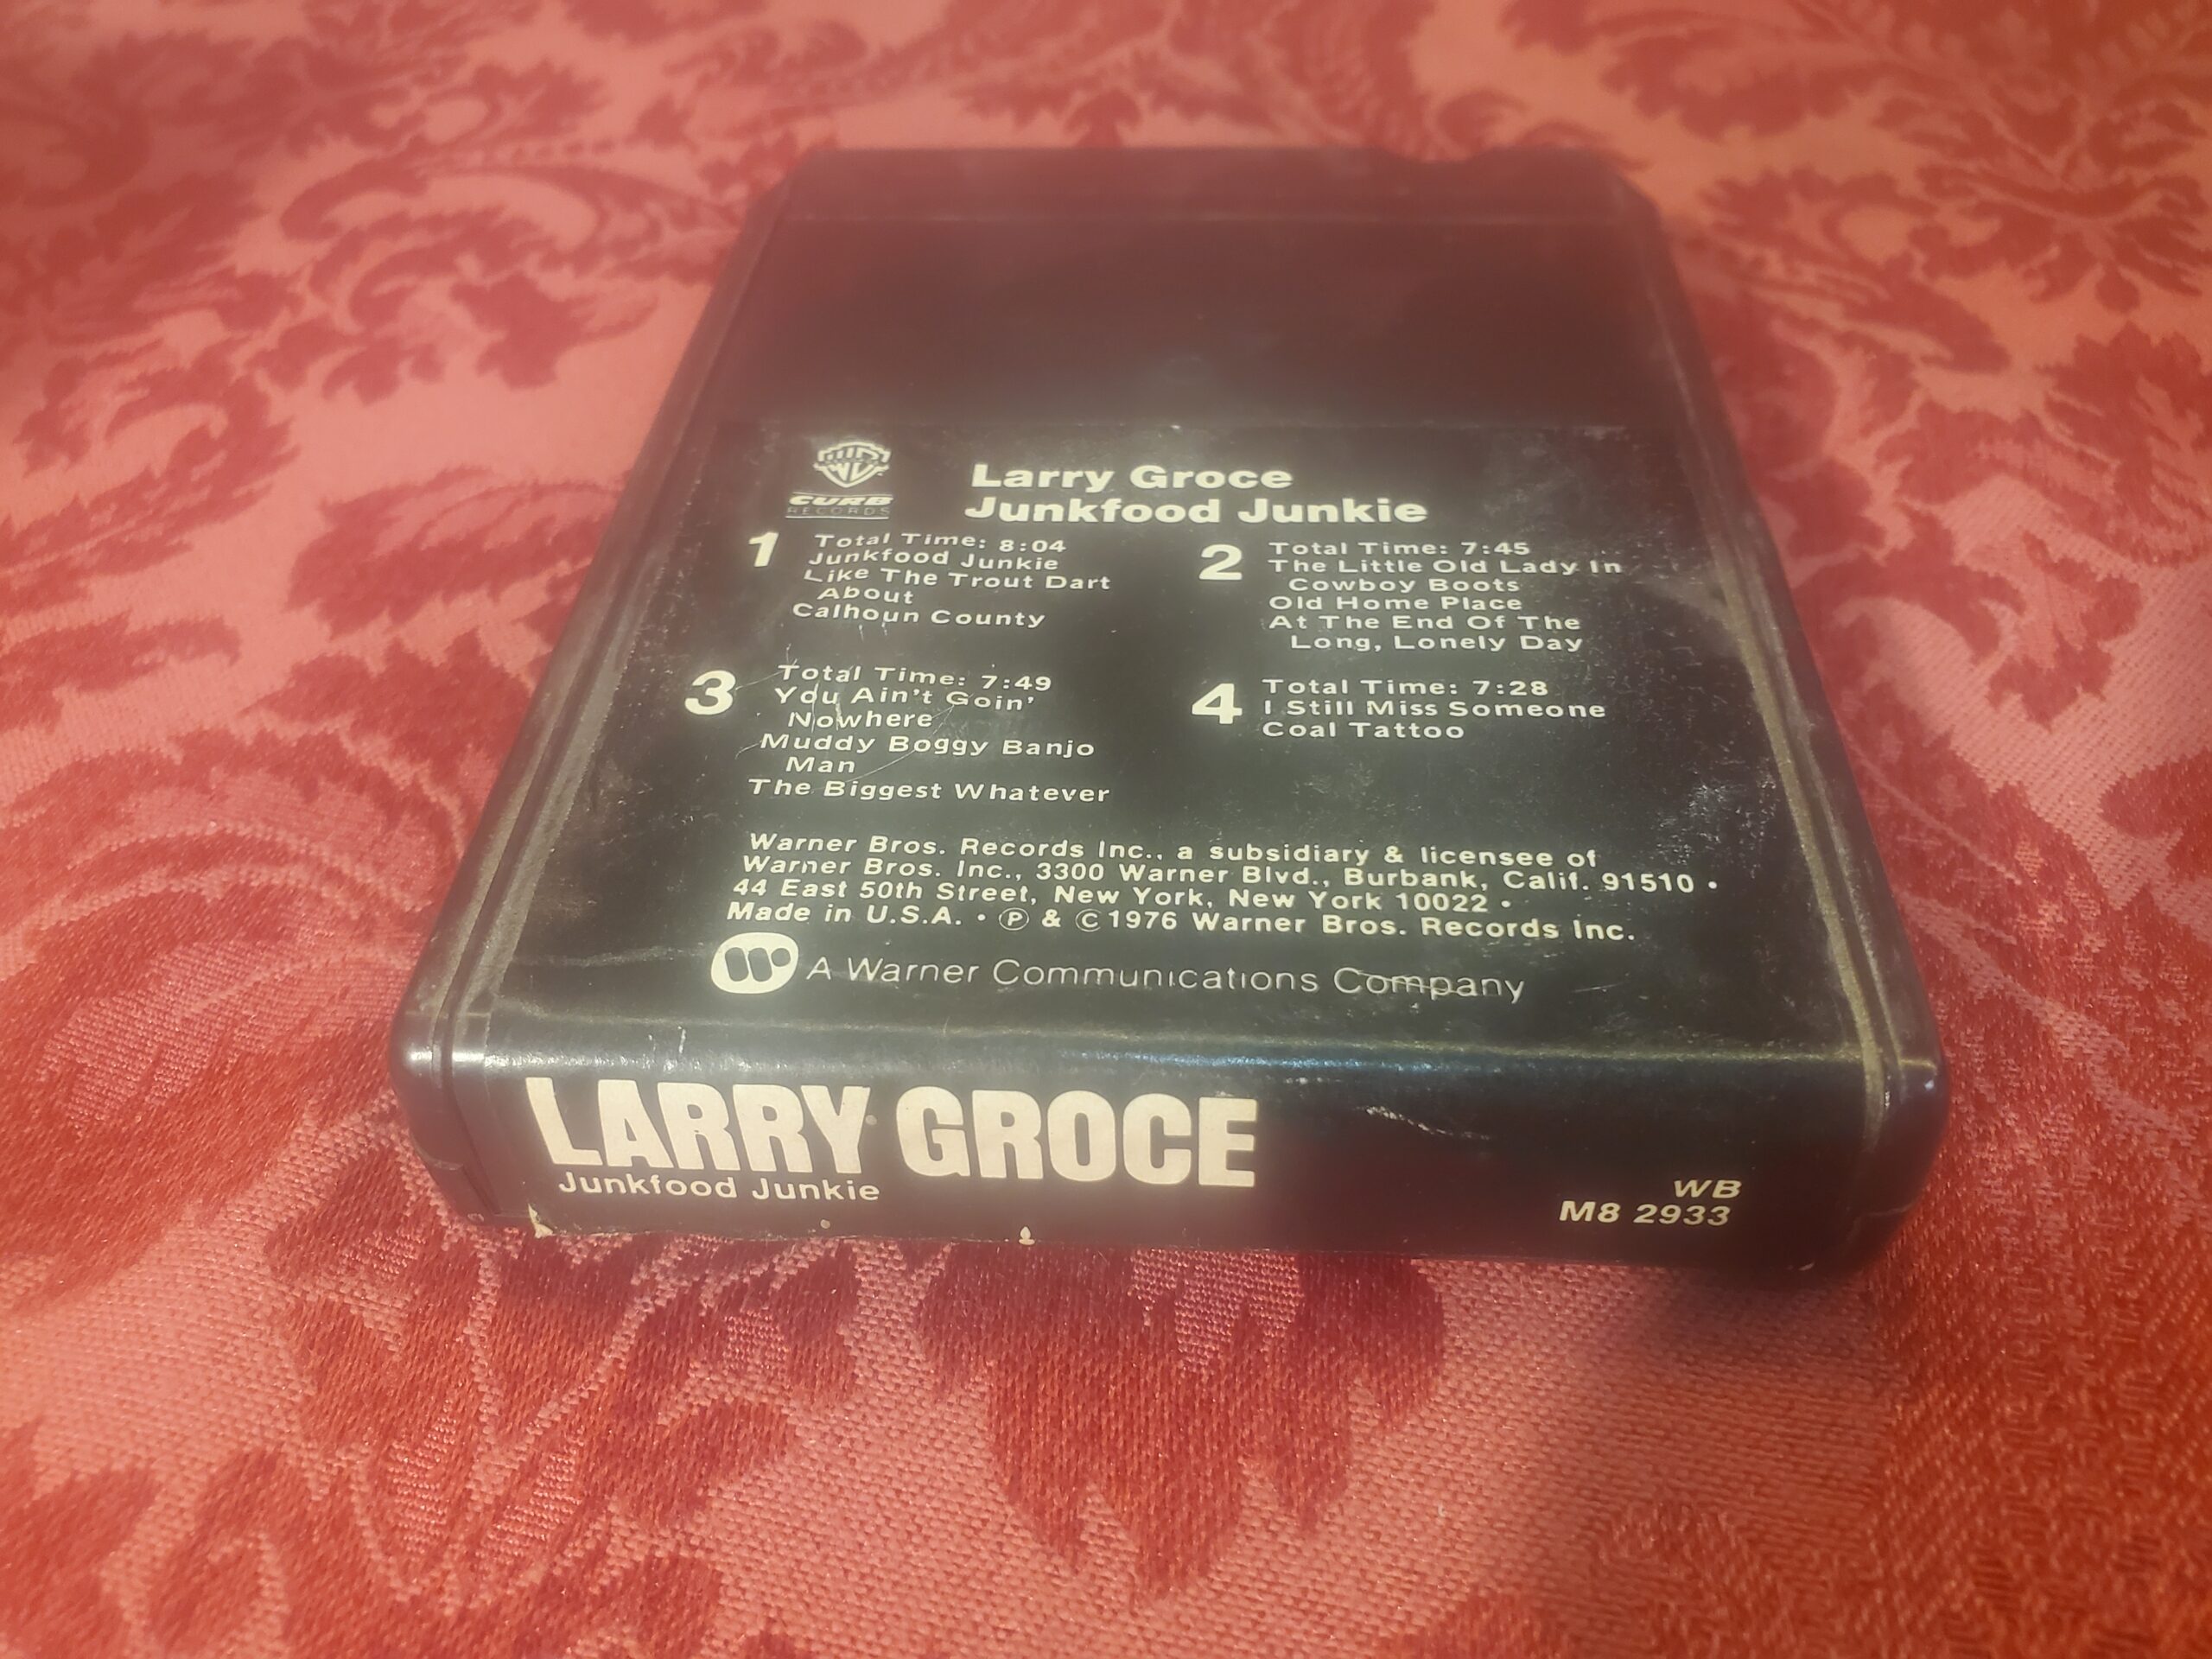 WB
CURB
RECORDS
Larry Groce
Junkfood Junkie
1
Total Time: 8:04
Junkfood Junkie
Like The Trout Dart
About
Calhoun County
2
Total Time: 7:45
The Little Old Lady In
Cowboy Boots
Old Home Place
At The End Of The
Long, Lonely Day
3
Total Time: 7:49
You Ain't Goin'
Nowhere
Muddy Boggy Banjo
Man
The Biggest Whatever
4
Total Time: 7:28
I Still Miss Someone
Coal Tattoo
Warner Bros. Records Inc., a subsidiary & licensee of
Warner Bros. Inc., 3300 Warner Blvd., Burbank, Calif. 91510 •
44 East 50th Street, New York, New York 10022 •
Made in U.S.A. • ℗ & © 1976 Warner Bros. Records Inc.
A Warner Communications Company
LARRY GROCE
Junkfood Junkie
WB
M8 2933